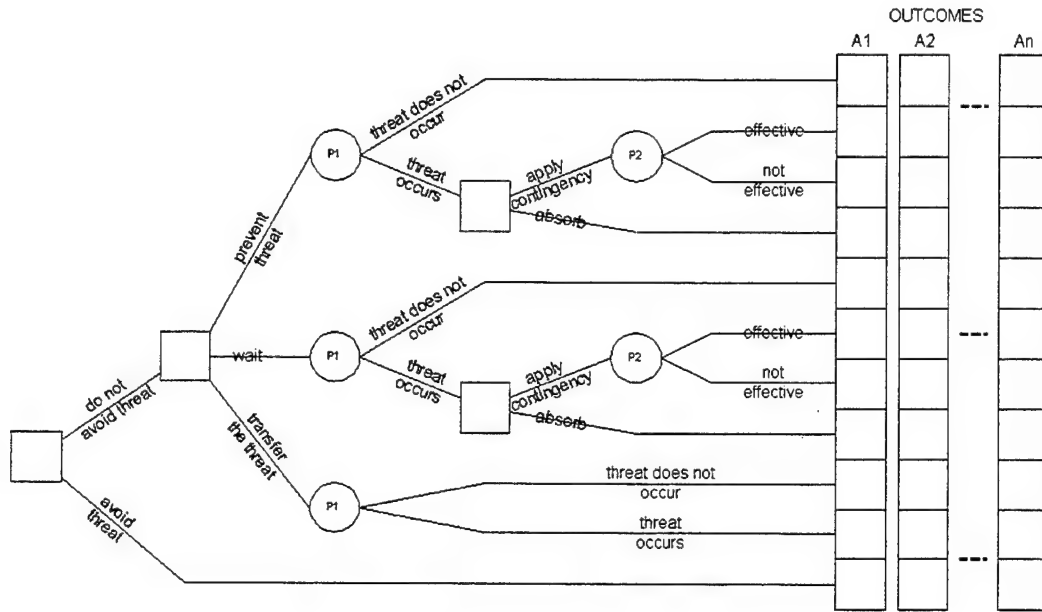 OUTCOMES
A1 A2 An
threat does not
occur
P1
threat
occurs
apply
contingency
P2
effective
not
effective
absorb
prevent
threat
threat does not
occur
wait
P1
threat
occurs
apply
contingency
P2
effective
not
effective
absorb
do not
avoid threat
transfer
the threat
P1
threat does not
occur
threat
occurs
avoid
threat